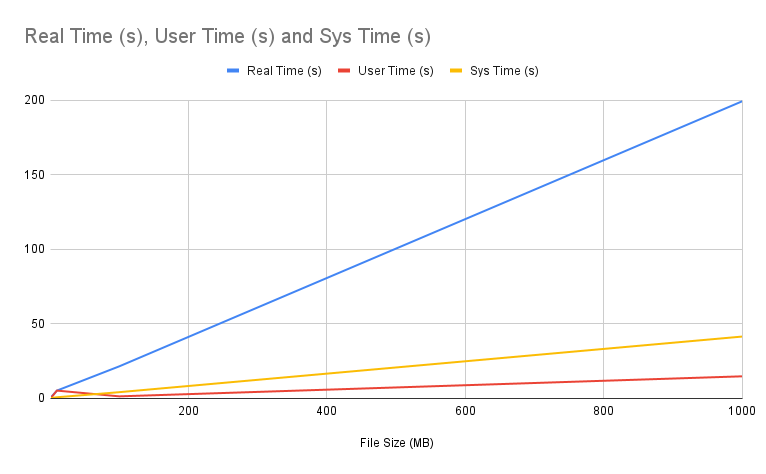 Real Time (s), User Time (s) and Sys Time (s)
Real Time (s) User Time (s) Sys Time (s)
200
150
100
50
0
200 400 600 800 1000
File Size (MB)